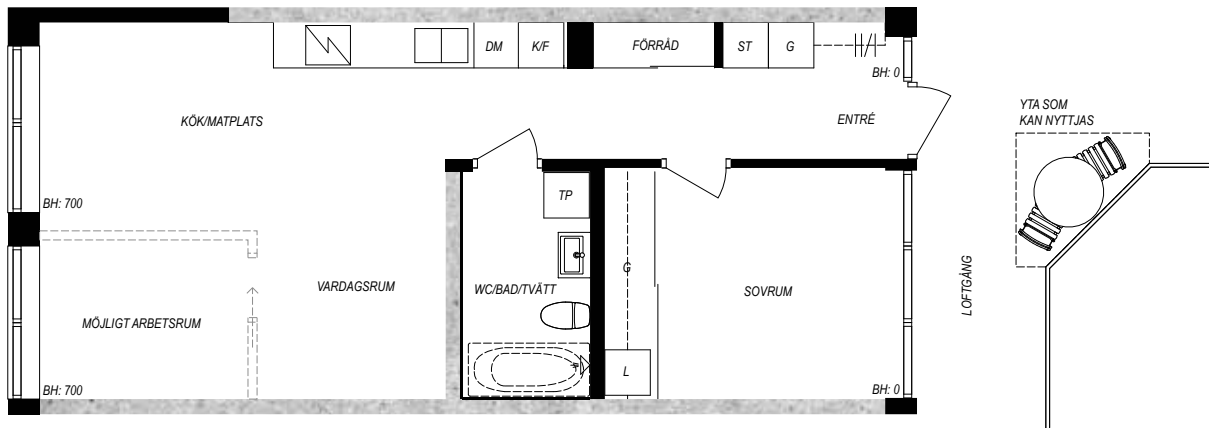 DM
K/F
FÖRRÅD
ST
G
BH: 0
KÖK/MATPLATS
ENTRÉ
YTA SOM
KAN NYTTJAS
TP
BH: 700
G
LOFTGÅNG
VARDAGSRUM
WC/BAD/TVÄTT
SOVRUM
MÖJLIGT ARBETSRUM
L
BH: 700
BH: 0